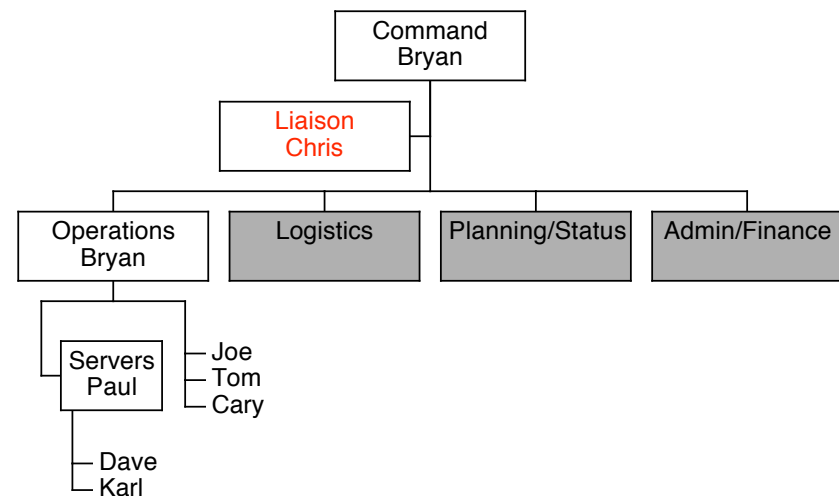 Command
Bryan
Liaison
Chris
Operations
Bryan
Logistics
Planning/Status
Admin/Finance
Servers
Paul
Joe
Tom
Cary
Dave
Karl